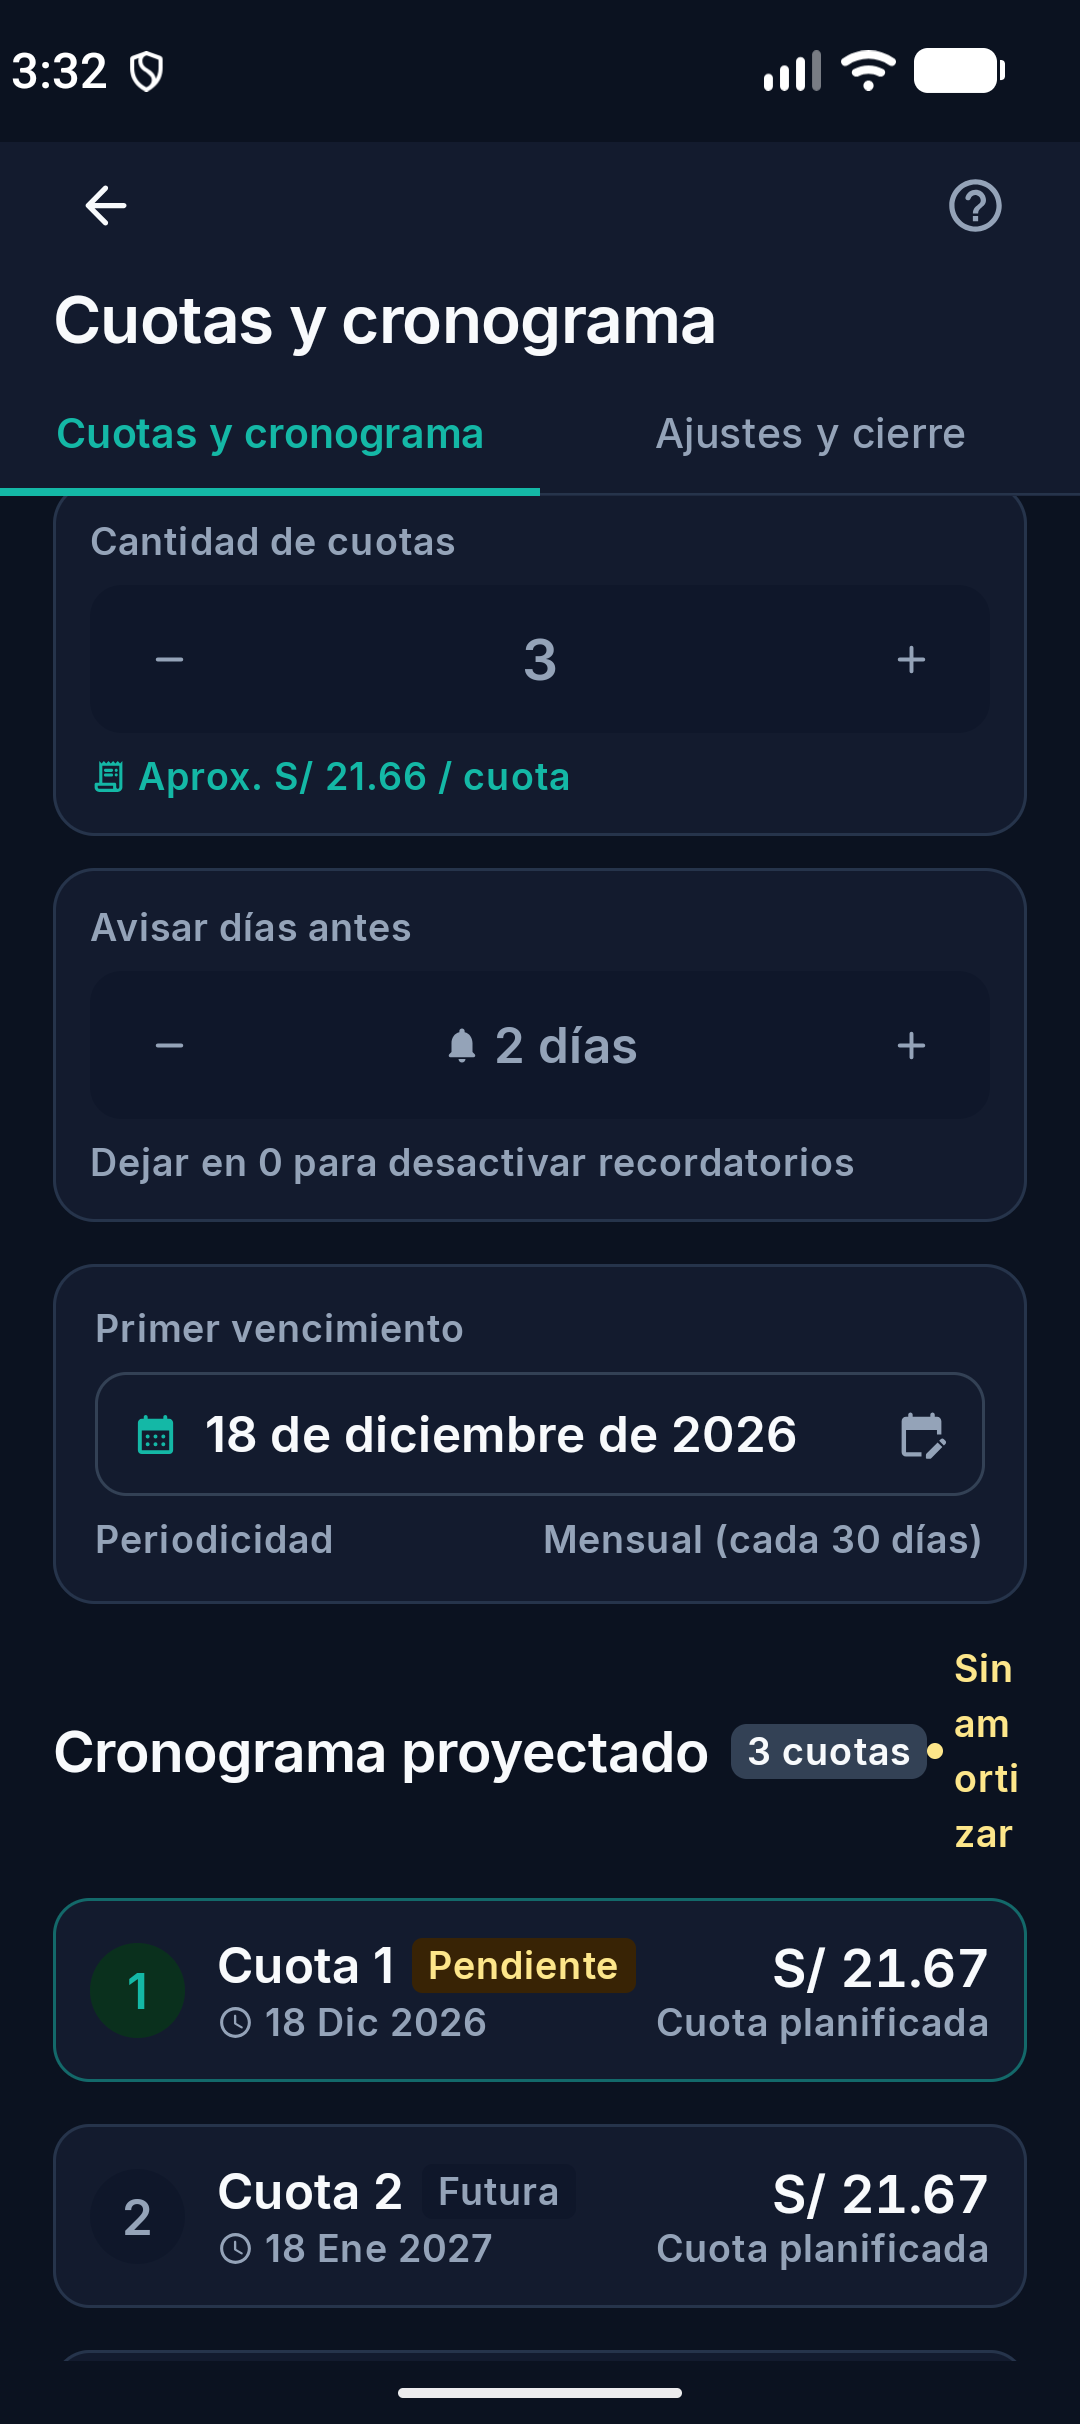 3:32
Cuotas y cronograma
Cuotas y cronograma
Ajustes y cierre
Cantidad de cuotas
3
Aprox. S/ 21.66 / cuota
Avisar días antes
2 días
Dejar en 0 para desactivar recordatorios
Primer vencimiento
18 de diciembre de 2026
Periodicidad
Mensual (cada 30 días)
Cronograma proyectado
3 cuotas
Sin
am
orti
zar
1
Cuota 1
Pendiente
S/ 21.67
18 Dic 2026
Cuota planificada
2
Cuota 2
Futura
S/ 21.67
18 Ene 2027
Cuota planificada